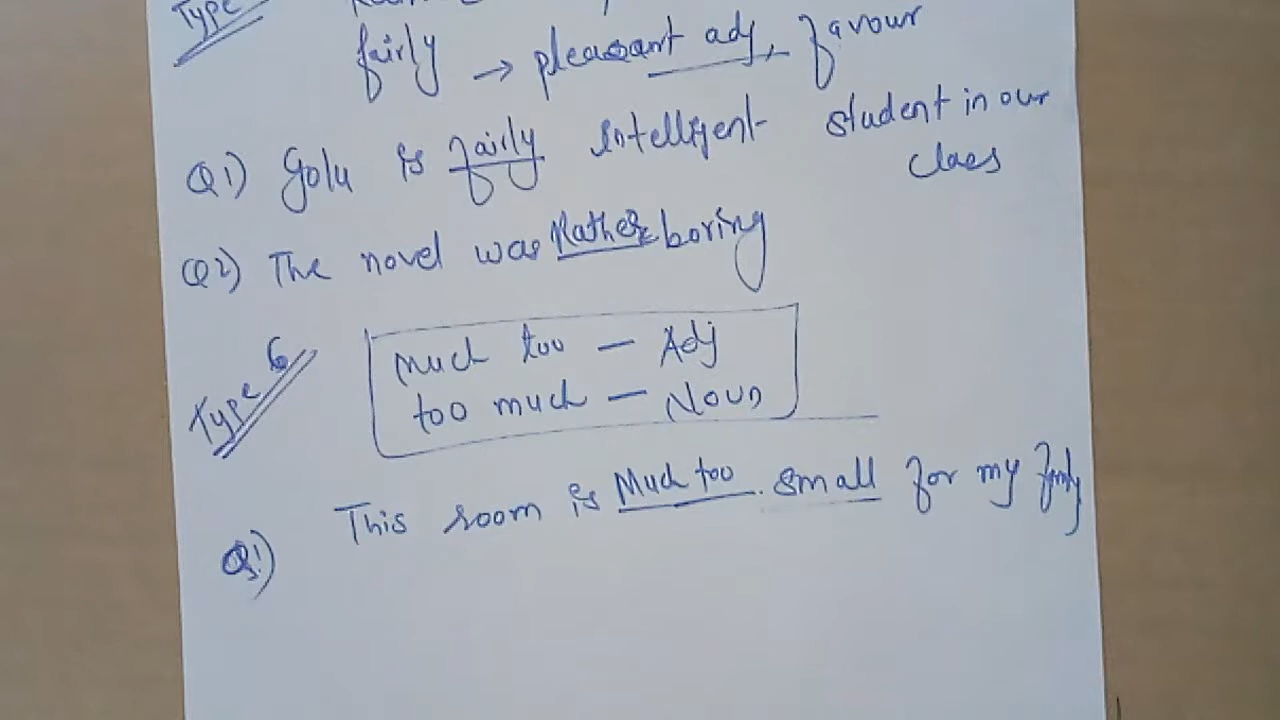 Type
fairly → pleasant adj, favour
Q1) Golu is fairly intelligent student in our
class
Q2) The novel was Rather boring
Type 6
Much too — Adj
too much — Noun
Q1) This room is Much too small for my